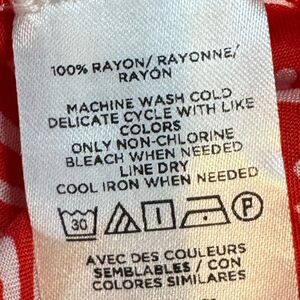 100% RAYON/ RAYONNE/
RAYÓN
MACHINE WASH COLD
DELICATE CYCLE WITH LIKE
COLORS
ONLY NON-CHLORINE
BLEACH WHEN NEEDED
LINE DRY
COOL IRON WHEN NEEDED
30 P
AVEC DES COULEURS
SEMBLABLES / CON
COLORES SIMILARES